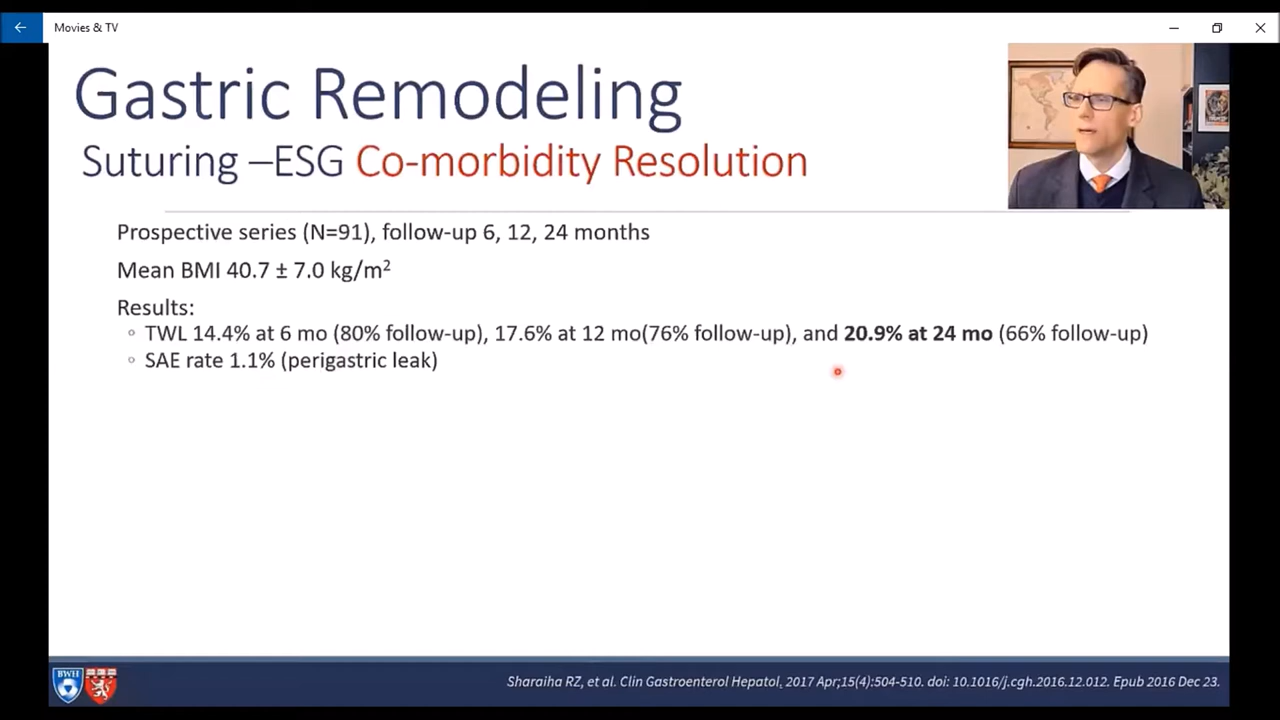 Movies & TV
Gastric Remodeling
Suturing –ESG Co-morbidity Resolution
Prospective series (N=91), follow-up 6, 12, 24 months
Mean BMI 40.7 ± 7.0 kg/m²
Results:
TWL 14.4% at 6 mo (80% follow-up), 17.6% at 12 mo(76% follow-up), and 20.9% at 24 mo (66% follow-up)
SAE rate 1.1% (perigastric leak)
BWH
Sharaiha RZ, et al. Clin Gastroenterol Hepatol. 2017 Apr;15(4):504-510. doi: 10.1016/j.cgh.2016.12.012. Epub 2016 Dec 23.